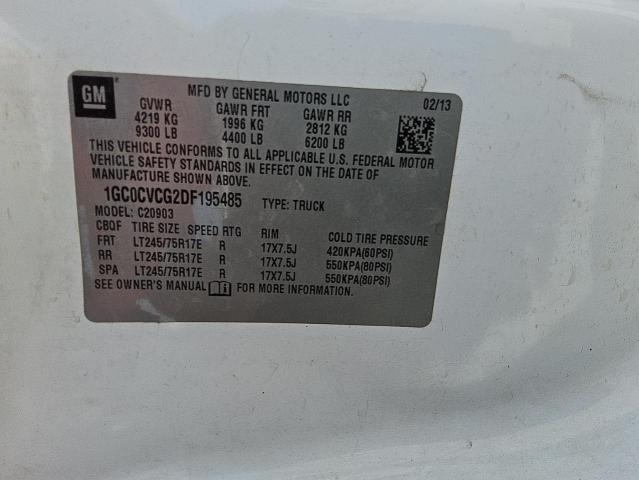 GM
MFD BY GENERAL MOTORS LLC 02/13
GVWR GAWR FRT GAWR RR
4219 KG 1996 KG 2812 KG
9300 LB 4400 LB 6200 LB
THIS VEHICLE CONFORMS TO ALL APPLICABLE U.S. FEDERAL MOTOR
VEHICLE SAFETY STANDARDS IN EFFECT ON THE DATE OF
MANUFACTURE SHOWN ABOVE.
1GC0CVCG2DF195485 TYPE: TRUCK
MODEL: C20903
CBQF TIRE SIZE SPEED RTG RIM COLD TIRE PRESSURE
FRT LT245/75R17E R 17X7.5J 420KPA(60PSI)
RR LT245/75R17E R 17X7.5J 550KPA(80PSI)
SPA LT245/75R17E R 17X7.5J 550KPA(80PSI)
SEE OWNER'S MANUAL FOR MORE INFORMATION.